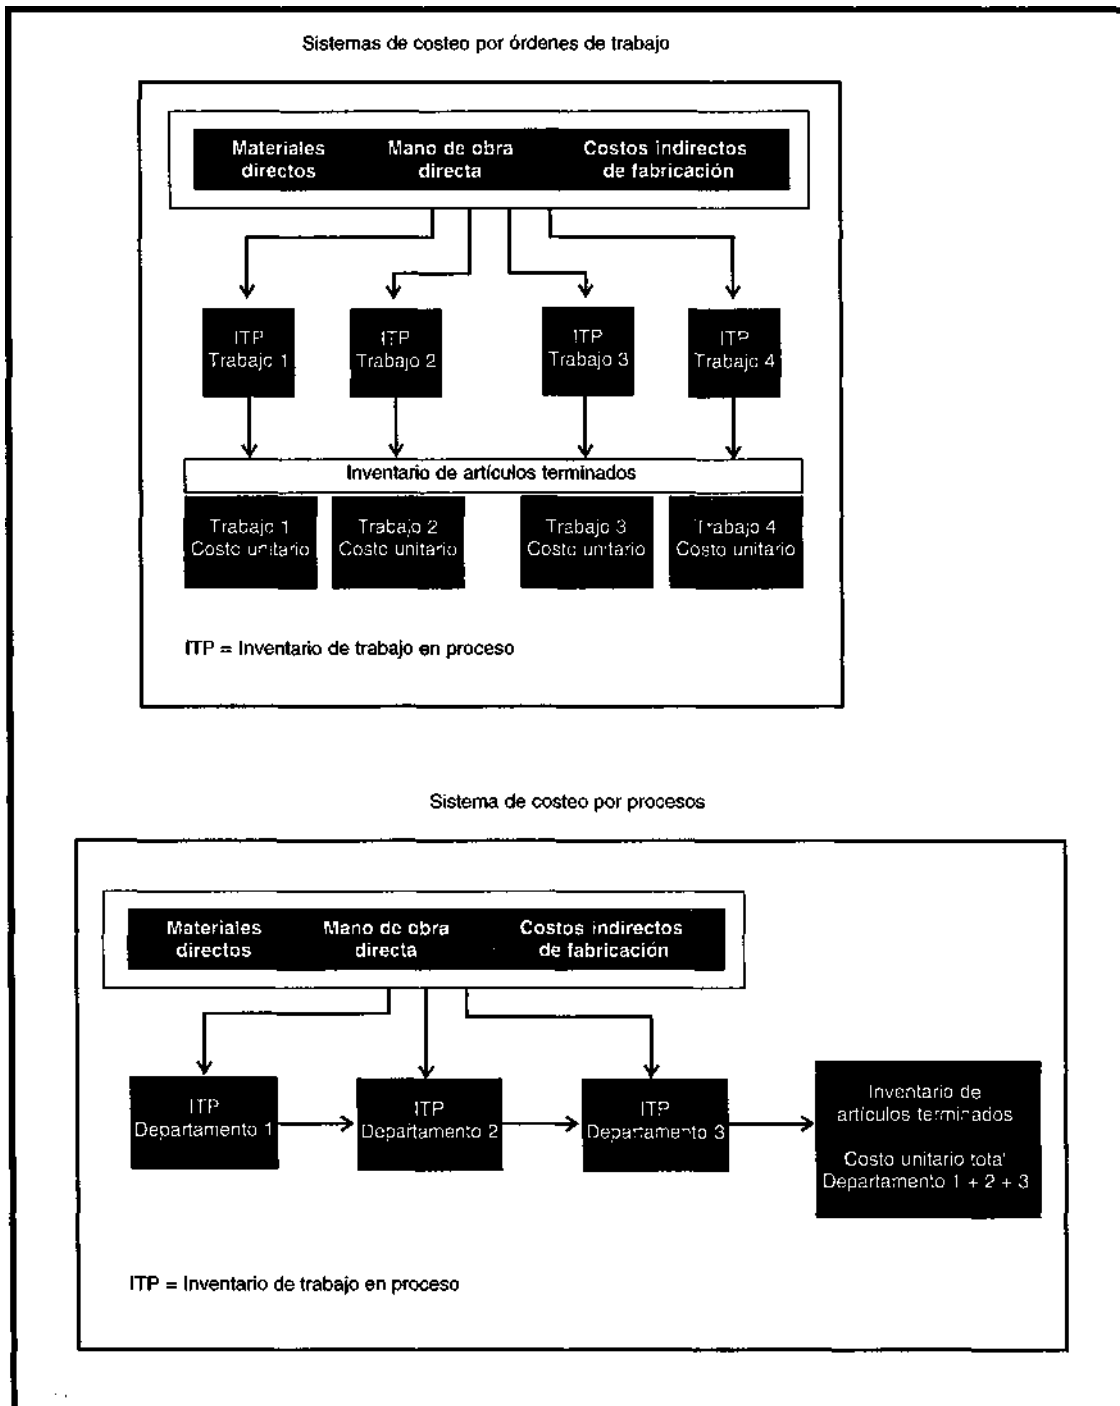 Sistemas de costeo por órdenes de trabajo
Materiales directos
Mano de obra directa
Costos indirectos de fabricación
ITP
Trabajo 1
ITP
Trabajo 2
ITP
Trabajo 3
ITP
Trabajo 4
Inventario de artículos terminados
Trabajo 1
Costo unitario
Trabajo 2
Costo unitario
Trabajo 3
Costo unitario
Trabajo 4
Costo unitario
ITP = Inventario de trabajo en proceso
Sistema de costeo por procesos
Materiales directos
Mano de obra directa
Costos indirectos de fabricación
ITP
Departamento 1
ITP
Departamento 2
ITP
Departamento 3
Inventario de
artículos terminados
Costo unitario total
Departamento 1 + 2 + 3
ITP = Inventario de trabajo en proceso